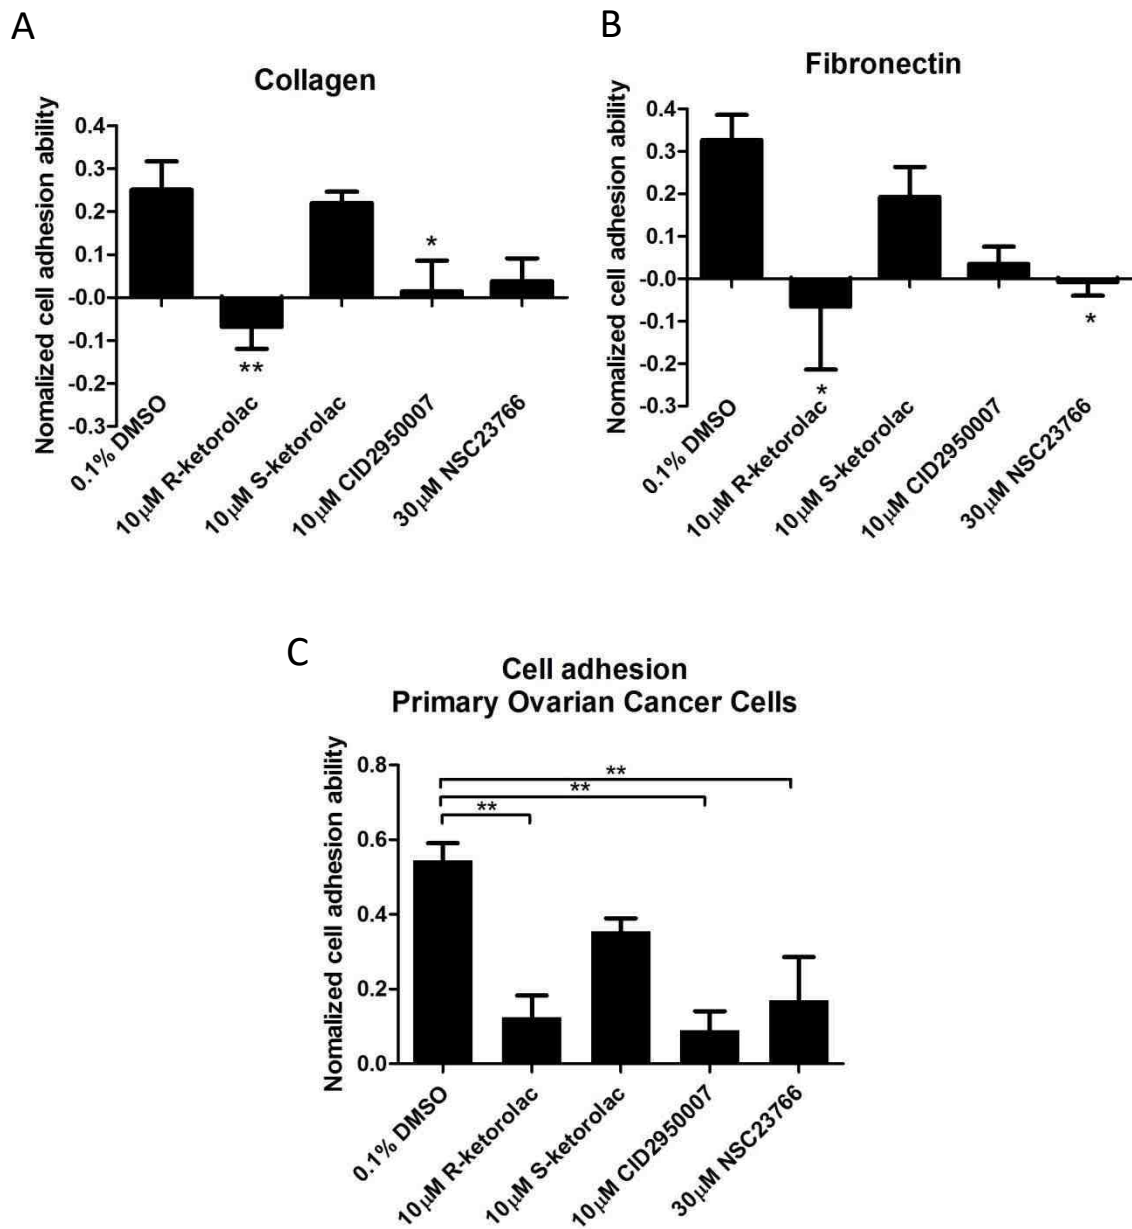 A
Collagen
Nomalized cell adhesion ability
0.4
0.3
0.2
0.1
-0.0
-0.1
-0.2
-0.3
*
**
0.1% DMSO
10μM R-ketorolac
10μM S-ketorolac
10μM CID2950007
30μM NSC23766
B
Fibronectin
Nomalized cell adhesion ability
0.4
0.3
0.2
0.1
-0.0
-0.1
-0.2
-0.3
*
*
0.1% DMSO
10μM R-ketorolac
10μM S-ketorolac
10μM CID2950007
30μM NSC23766
C
Cell adhesion
Primary Ovarian Cancer Cells
Nomalized cell adhesion ability
0.8
0.6
0.4
0.2
0.0
**
**
**
0.1% DMSO
10μM R-ketorolac
10μM S-ketorolac
10μM CID2950007
30μM NSC23766